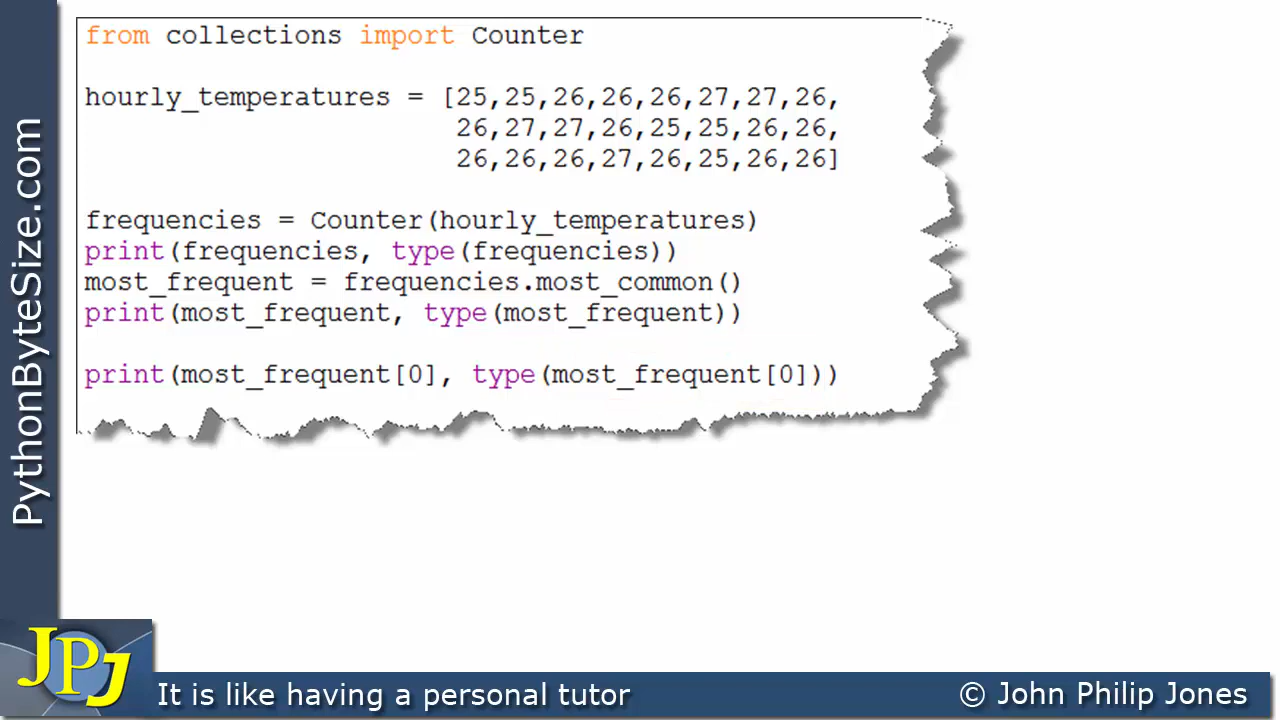 from collections import Counter
hourly_temperatures = [25,25,26,26,26,27,27,26,
26,27,27,26,25,25,26,26,
26,26,26,27,26,25,26,26]
frequencies = Counter(hourly_temperatures)
print(frequencies, type(frequencies))
most_frequent = frequencies.most_common()
print(most_frequent, type(most_frequent))
print(most_frequent[0], type(most_frequent[0]))
PythonByteSize.com
JPJ
It is like having a personal tutor
© John Philip Jones